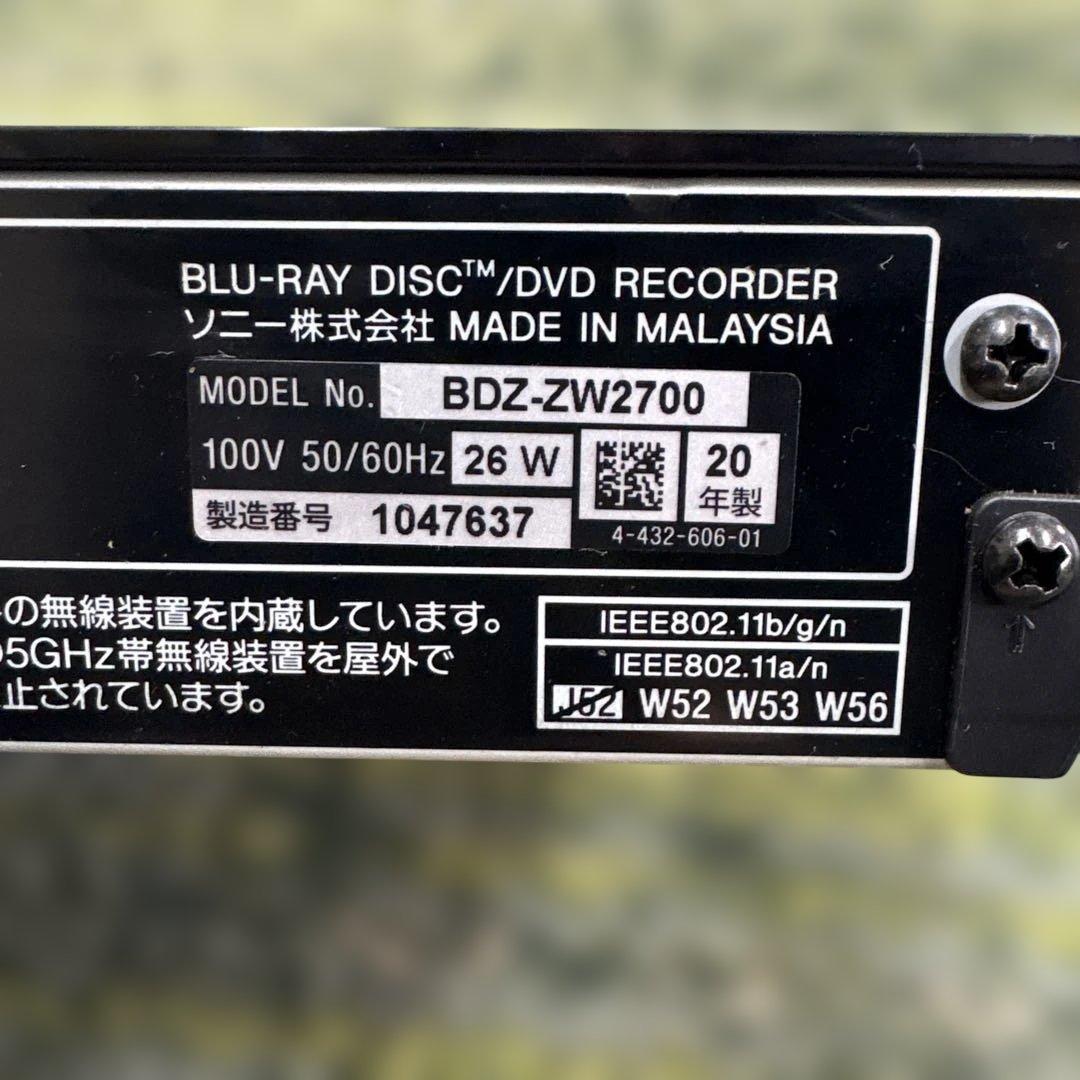 BLU-RAY DISC™/DVD RECORDER
ソニー株式会社 MADE IN MALAYSIA
MODEL No. BDZ-ZW2700
100V 50/60Hz 26 W
20
年製
製造番号 1047637
4-432-606-01
の無線装置を内蔵しています。
5GHz帯無線装置を屋外で
止されています。
IEEE802.11b/g/n
IEEE802.11a/n
J52 W52 W53 W56